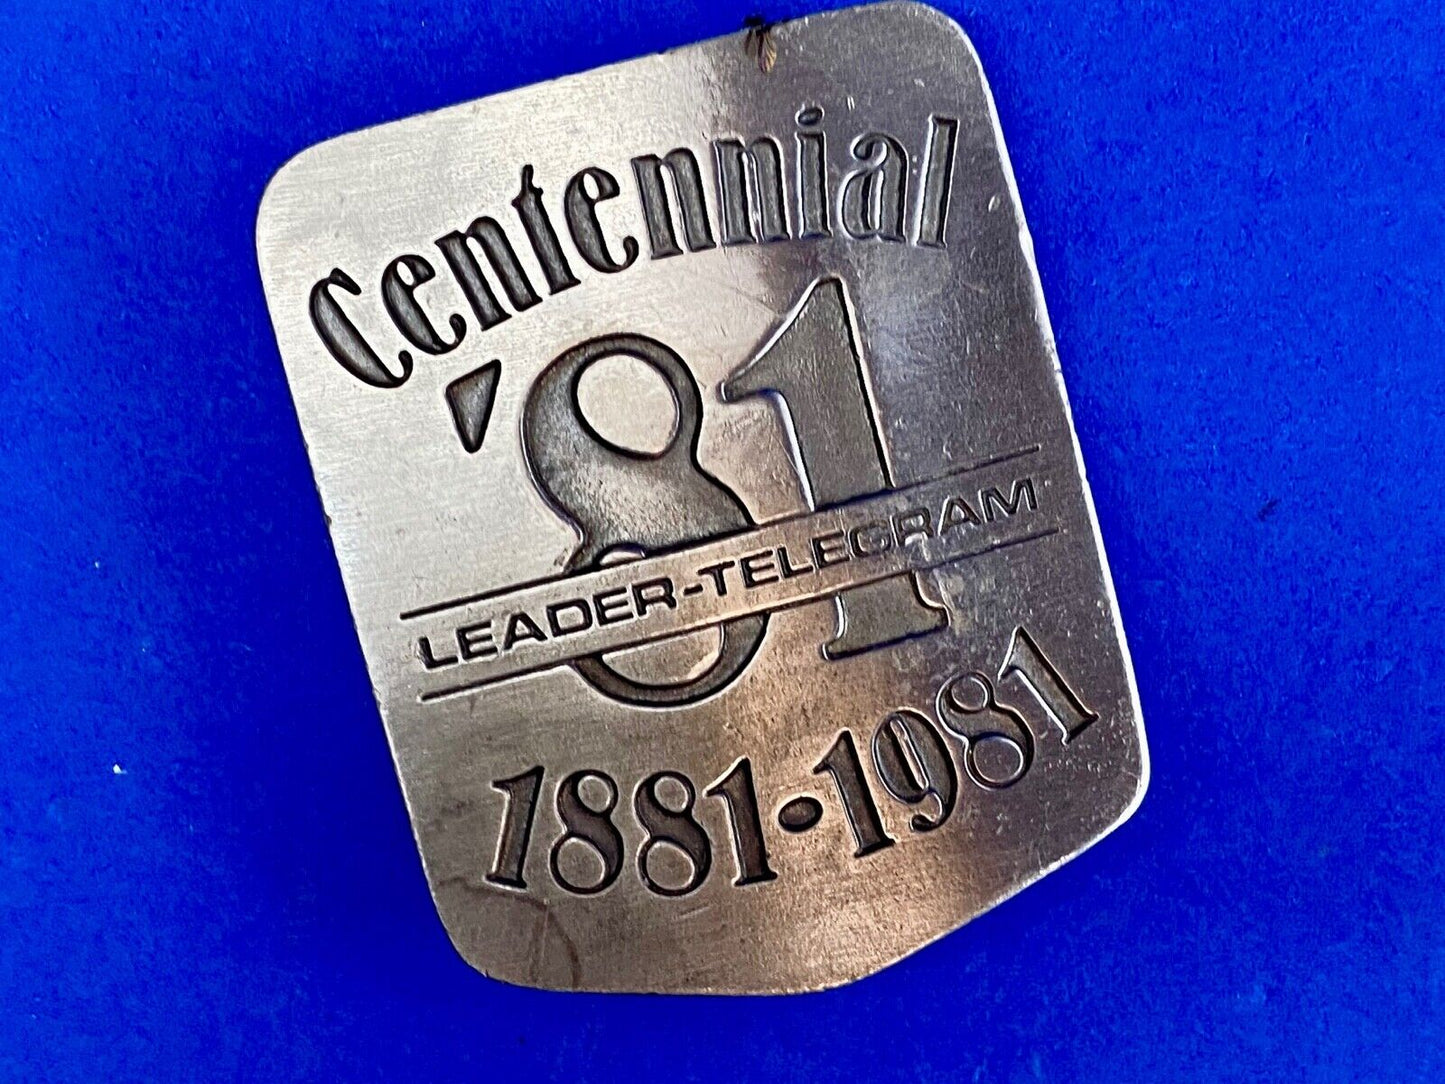 Centennial
'81
LEADER-TELEGRAM
1881•1981